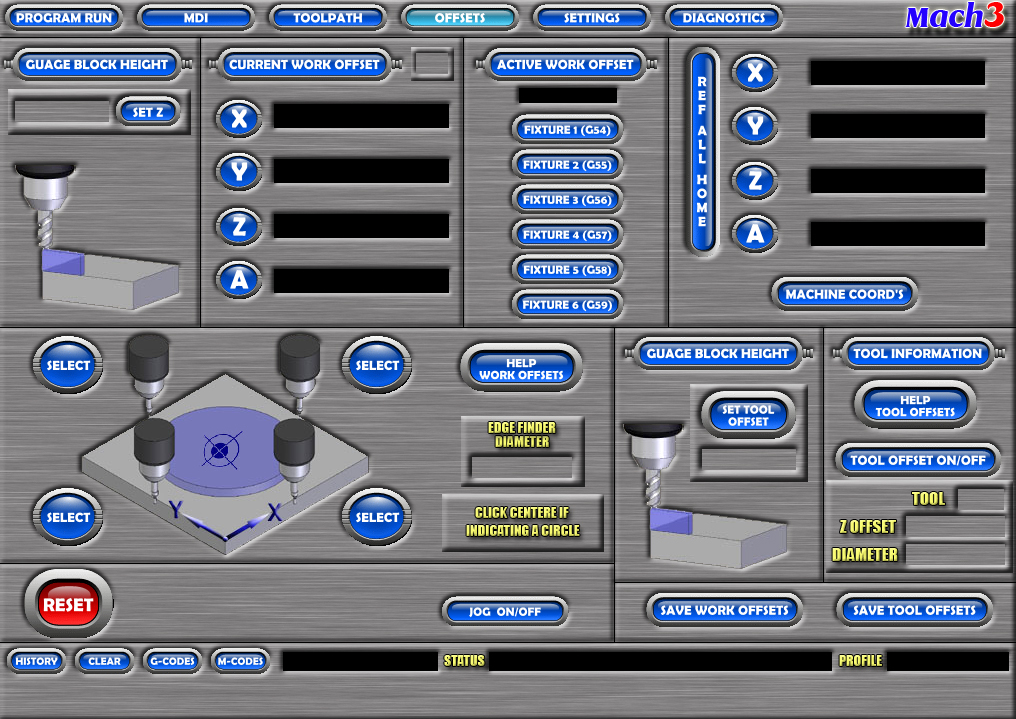 PROGRAM RUN
MDI
TOOLPATH
OFFSETS
SETTINGS
DIAGNOSTICS
Mach3
GUAGE BLOCK HEIGHT
SET Z
CURRENT WORK OFFSET
X
Y
Z
A
ACTIVE WORK OFFSET
FIXTURE 1 (G54)
FIXTURE 2 (G55)
FIXTURE 3 (G56)
FIXTURE 4 (G57)
FIXTURE 5 (G58)
FIXTURE 6 (G59)
REF ALL HOME
X
Y
Z
A
MACHINE COORD'S
SELECT
SELECT
SELECT
SELECT
Y
X
HELP
WORK OFFSETS
EDGE FINDER
DIAMETER
CLICK CENTERE IF
INDICATING A CIRCLE
GUAGE BLOCK HEIGHT
SET TOOL
OFFSET
TOOL INFORMATION
HELP
TOOL OFFSETS
TOOL OFFSET ON/OFF
TOOL
Z OFFSET
DIAMETER
RESET
JOG ON/OFF
SAVE WORK OFFSETS
SAVE TOOL OFFSETS
HISTORY
CLEAR
G-CODES
M-CODES
STATUS
PROFILE